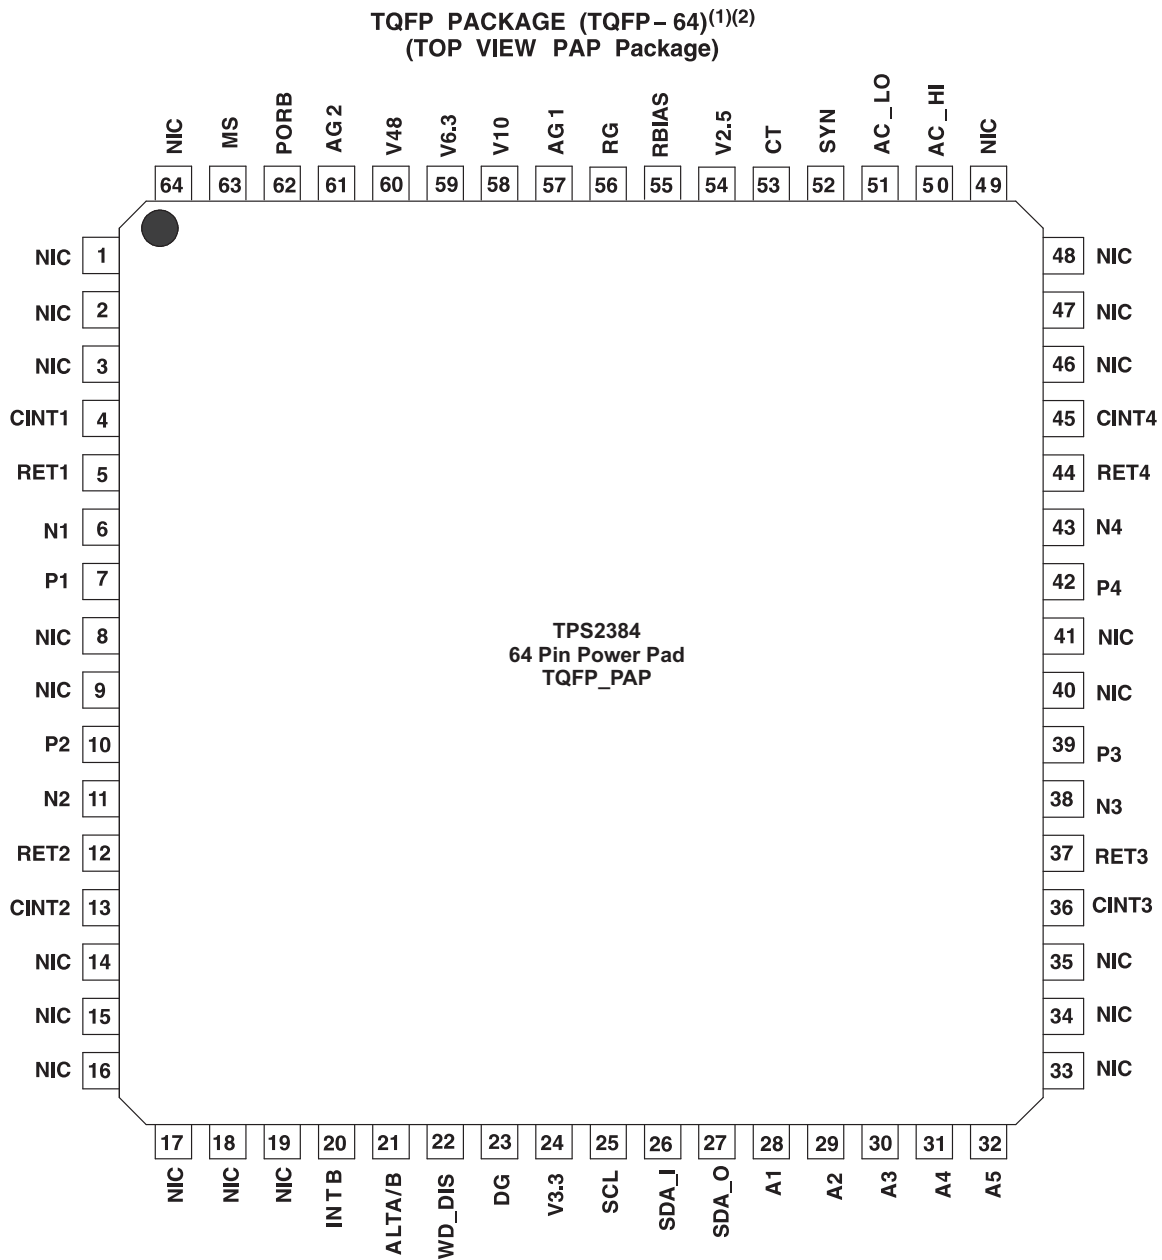 TQFP PACKAGE (TQFP-64)(1)(2)
(TOP VIEW PAP Package)
NIC MS PORB AG2 V48 V6.3 V10 AG1 RG RBIAS V2.5 CT SYN AC_LO AC_HI NIC
64 63 62 61 60 59 58 57 56 55 54 53 52 51 50 49
NIC 1 48 NIC
NIC 2 47 NIC
NIC 3 46 NIC
CINT1 4 45 CINT4
RET1 5 44 RET4
N1 6 43 N4
P1 7 42 P4
NIC 8 41 NIC
TPS2384
64 Pin Power Pad
TQFP_PAP
NIC 9 40 NIC
P2 10 39 P3
N2 11 38 N3
RET2 12 37 RET3
CINT2 13 36 CINT3
NIC 14 35 NIC
NIC 15 34 NIC
NIC 16 33 NIC
17 18 19 20 21 22 23 24 25 26 27 28 29 30 31 32
NIC NIC NIC INTB ALTA/B WD_DIS DG V3.3 SCL SDA_I SDA_O A1 A2 A3 A4 A5